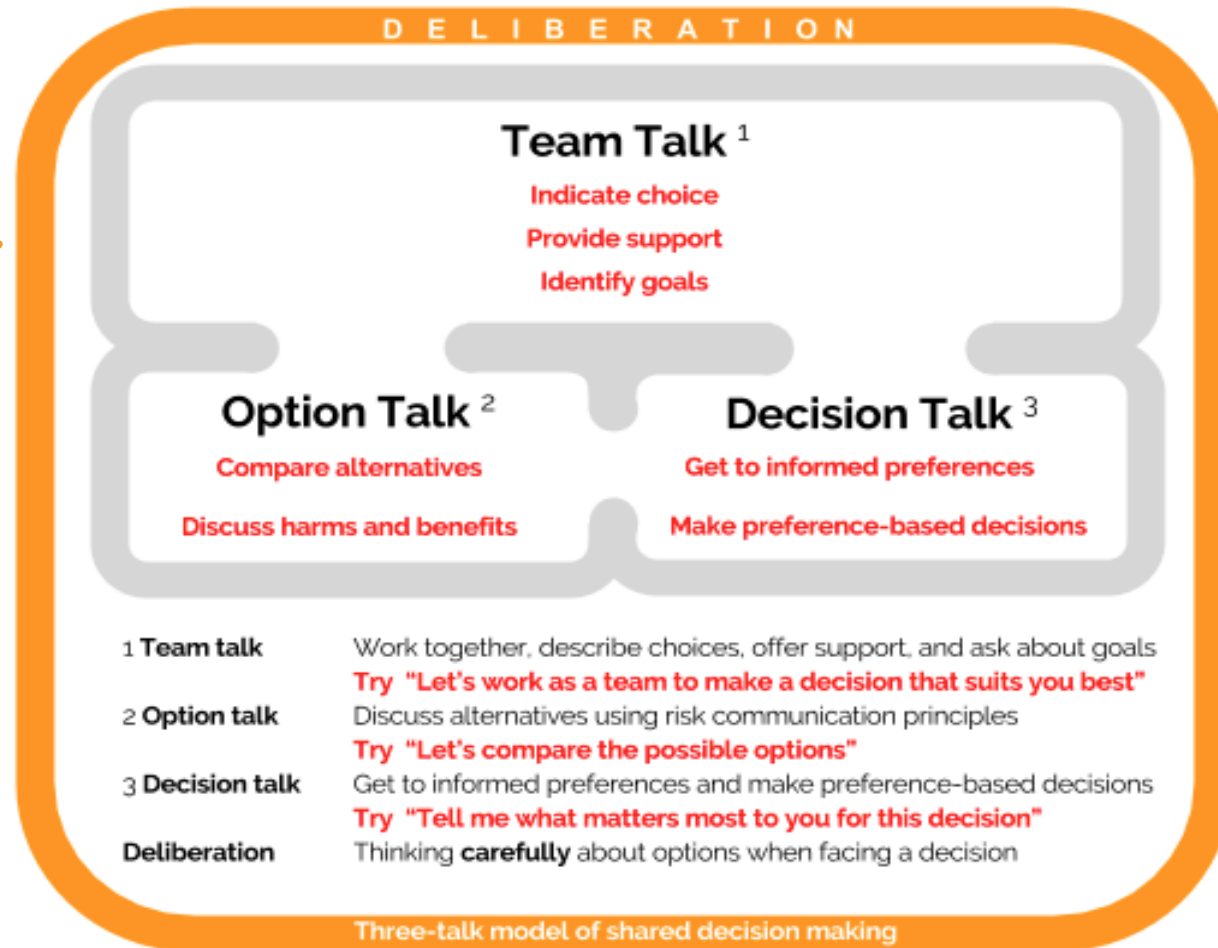 DELIBERATION
Team Talk 1
Indicate choice
Provide support
Identify goals
Option Talk 2
Compare alternatives
Discuss harms and benefits
Decision Talk 3
Get to informed preferences
Make preference-based decisions
1 Team talk Work together, describe choices, offer support, and ask about goals
Try “Let’s work as a team to make a decision that suits you best”
2 Option talk Discuss alternatives using risk communication principles
Try “Let’s compare the possible options”
3 Decision talk Get to informed preferences and make preference-based decisions
Try “Tell me what matters most to you for this decision”
Deliberation Thinking carefully about options when facing a decision
Three-talk model of shared decision making